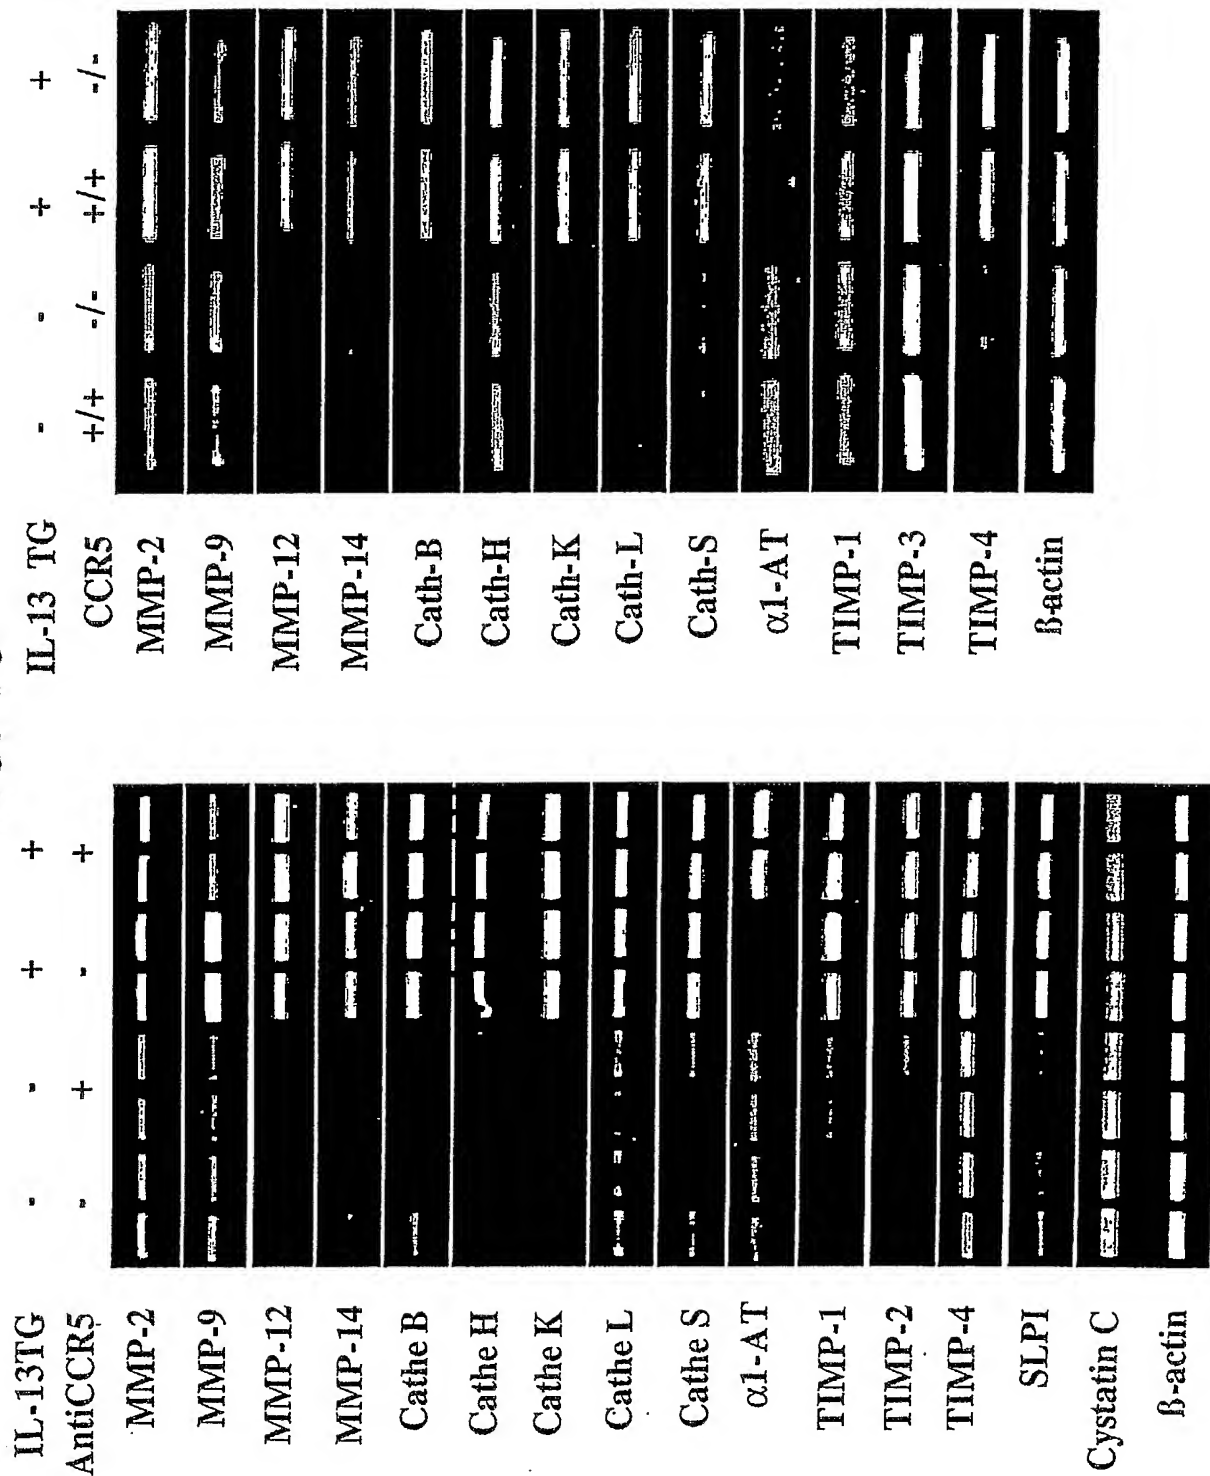 IL-13TG - - + +
AntiCCR5 - + - +
MMP-2
MMP-9
MMP-12
MMP-14
Cathe B
Cathe H
Cathe K
Cathe L
Cathe S
α1-AT
TIMP-1
TIMP-2
TIMP-4
SLPI
Cystatin C
ß-actin
IL-13 TG - - + +
CCR5 +/+ -/- +/+ -/-
MMP-2
MMP-9
MMP-12
MMP-14
Cath-B
Cath-H
Cath-K
Cath-L
Cath-S
α1-AT
TIMP-1
TIMP-3
TIMP-4
ß-actin